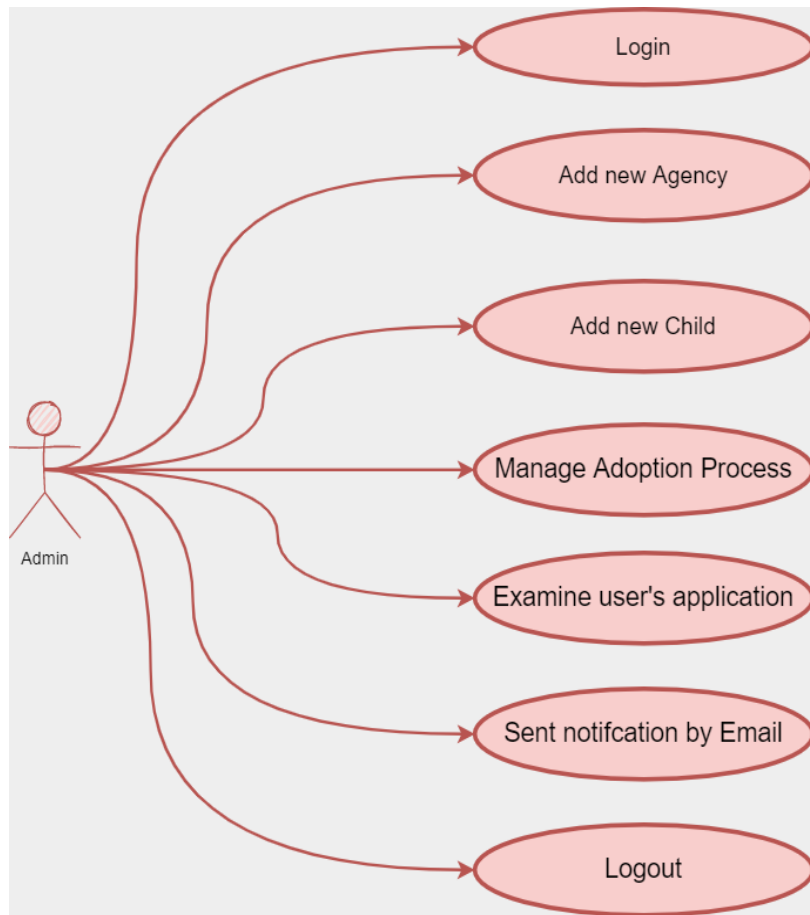 Login
Add new Agency
Add new Child
Manage Adoption Process
Admin
Examine user's application
Sent notifcation by Email
Logout